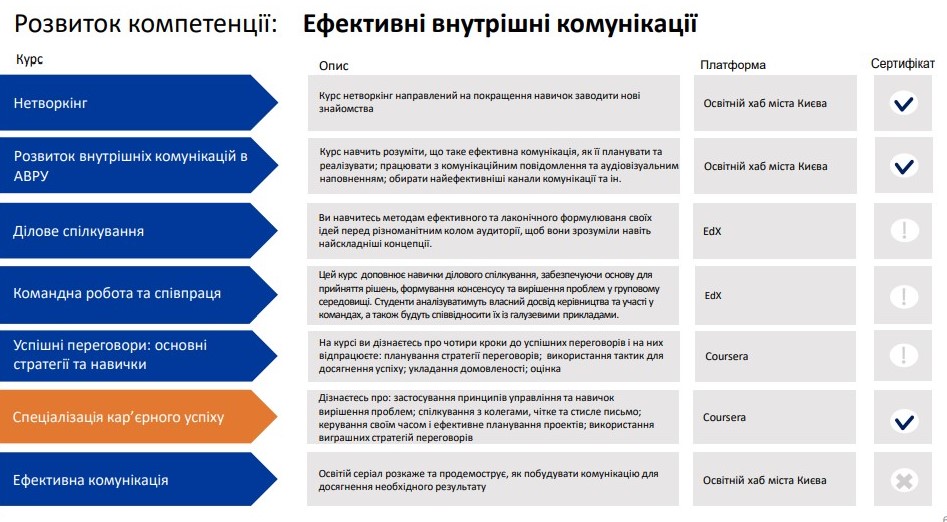 Розвиток компетенції: Ефективні внутрішні комунікації
Курс
Опис
Платформа
Сертифікат
Нетворкінг
Курс нетворкінг направлений на покращення навичок заводити нові
знайомства
Освітній хаб міста Києва
Розвиток внутрішніх комунікацій в
АВРУ
Курс навчить розуміти, що таке ефективна комунікація, як її планувати та
реалізувати; працювати з комунікаційним повідомлення та аудіовізуальним
наповненням; обирати найефективніші канали комунікації та ін.
Освітній хаб міста Києва
Ділове спілкування
Ви навчитесь методам ефективного та лаконічного формулюваня своїх
ідей перед різноманітним колом аудиторії, щоб вони зрозуміли навіть
найскладніші концепції.
EdX
Командна робота та співпраця
Цей курс доповнює навички ділового спілкування, забезпечуючи основу для
прийняття рішень, формування консенсусу та вирішення проблем у груповому
середовищі. Студенти аналізуватимуть власний досвід керівництва та участі у
командах, а також будуть співвідносити їх із галузевими прикладами.
EdX
Успішні переговори: основні
стратегії та навички
На курсі ви дізнаєтесь про чотири кроки до успішних переговорів і на них
відпрацюєте: планування стратегії переговорів; використання тактик для
досягнення успіху; укладання домовленості; оцінка
Coursera
Спеціалізація кар’єрного успіху
Дізнаєтесь про: застосування принципів управління та навичок
вирішення проблем; спілкування з колегами, чітке та стисле письмо;
керування своїм часом і ефективне планування проектів; використання
виграшних стратегій переговорів
Coursera
Ефективна комунікація
Освітій серіал розкаже та продемострує, як побудувати комунікацію для
досягнення необхідного результату
Освітній хаб міста Києва